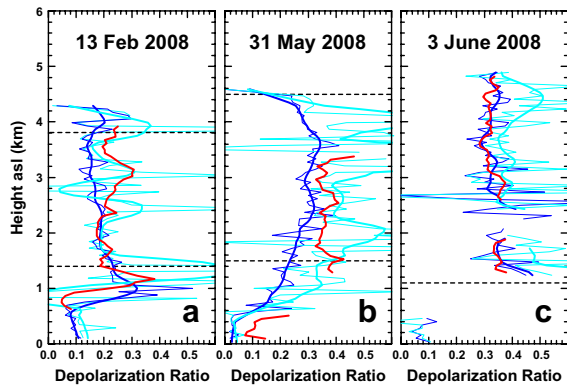 13 Feb 2008 31 May 2008 3 June 2008
6
5
4
3
2
1
0
Height asl (km)
a b c
0.0 0.1 0.2 0.3 0.4 0.5 0.0 0.1 0.2 0.3 0.4 0.5 0.0 0.1 0.2 0.3 0.4 0.5
Depolarization Ratio Depolarization Ratio Depolarization Ratio